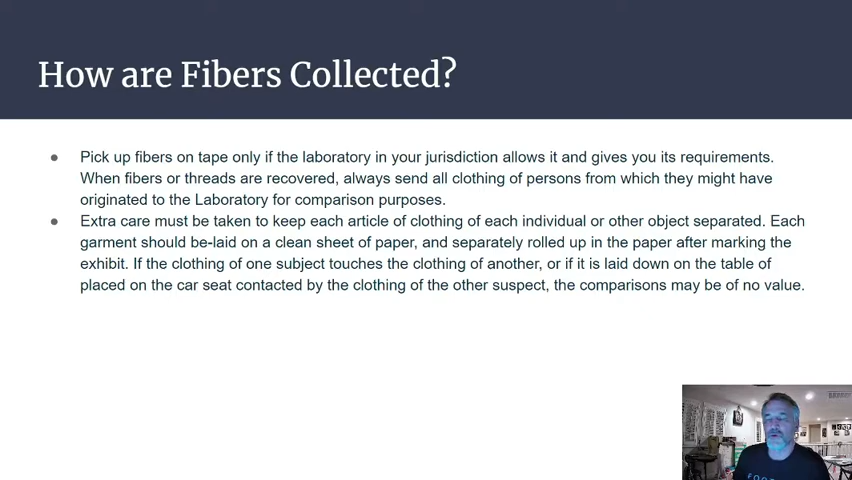 How are Fibers Collected?
● Pick up fibers on tape only if the laboratory in your jurisdiction allows it and gives you its requirements.
When fibers or threads are recovered, always send all clothing of persons from which they might have
originated to the Laboratory for comparison purposes.
● Extra care must be taken to keep each article of clothing of each individual or other object separated. Each
garment should be-laid on a clean sheet of paper, and separately rolled up in the paper after marking the
exhibit. If the clothing of one subject touches the clothing of another, or if it is laid down on the table of
placed on the car seat contacted by the clothing of the other suspect, the comparisons may be of no value.